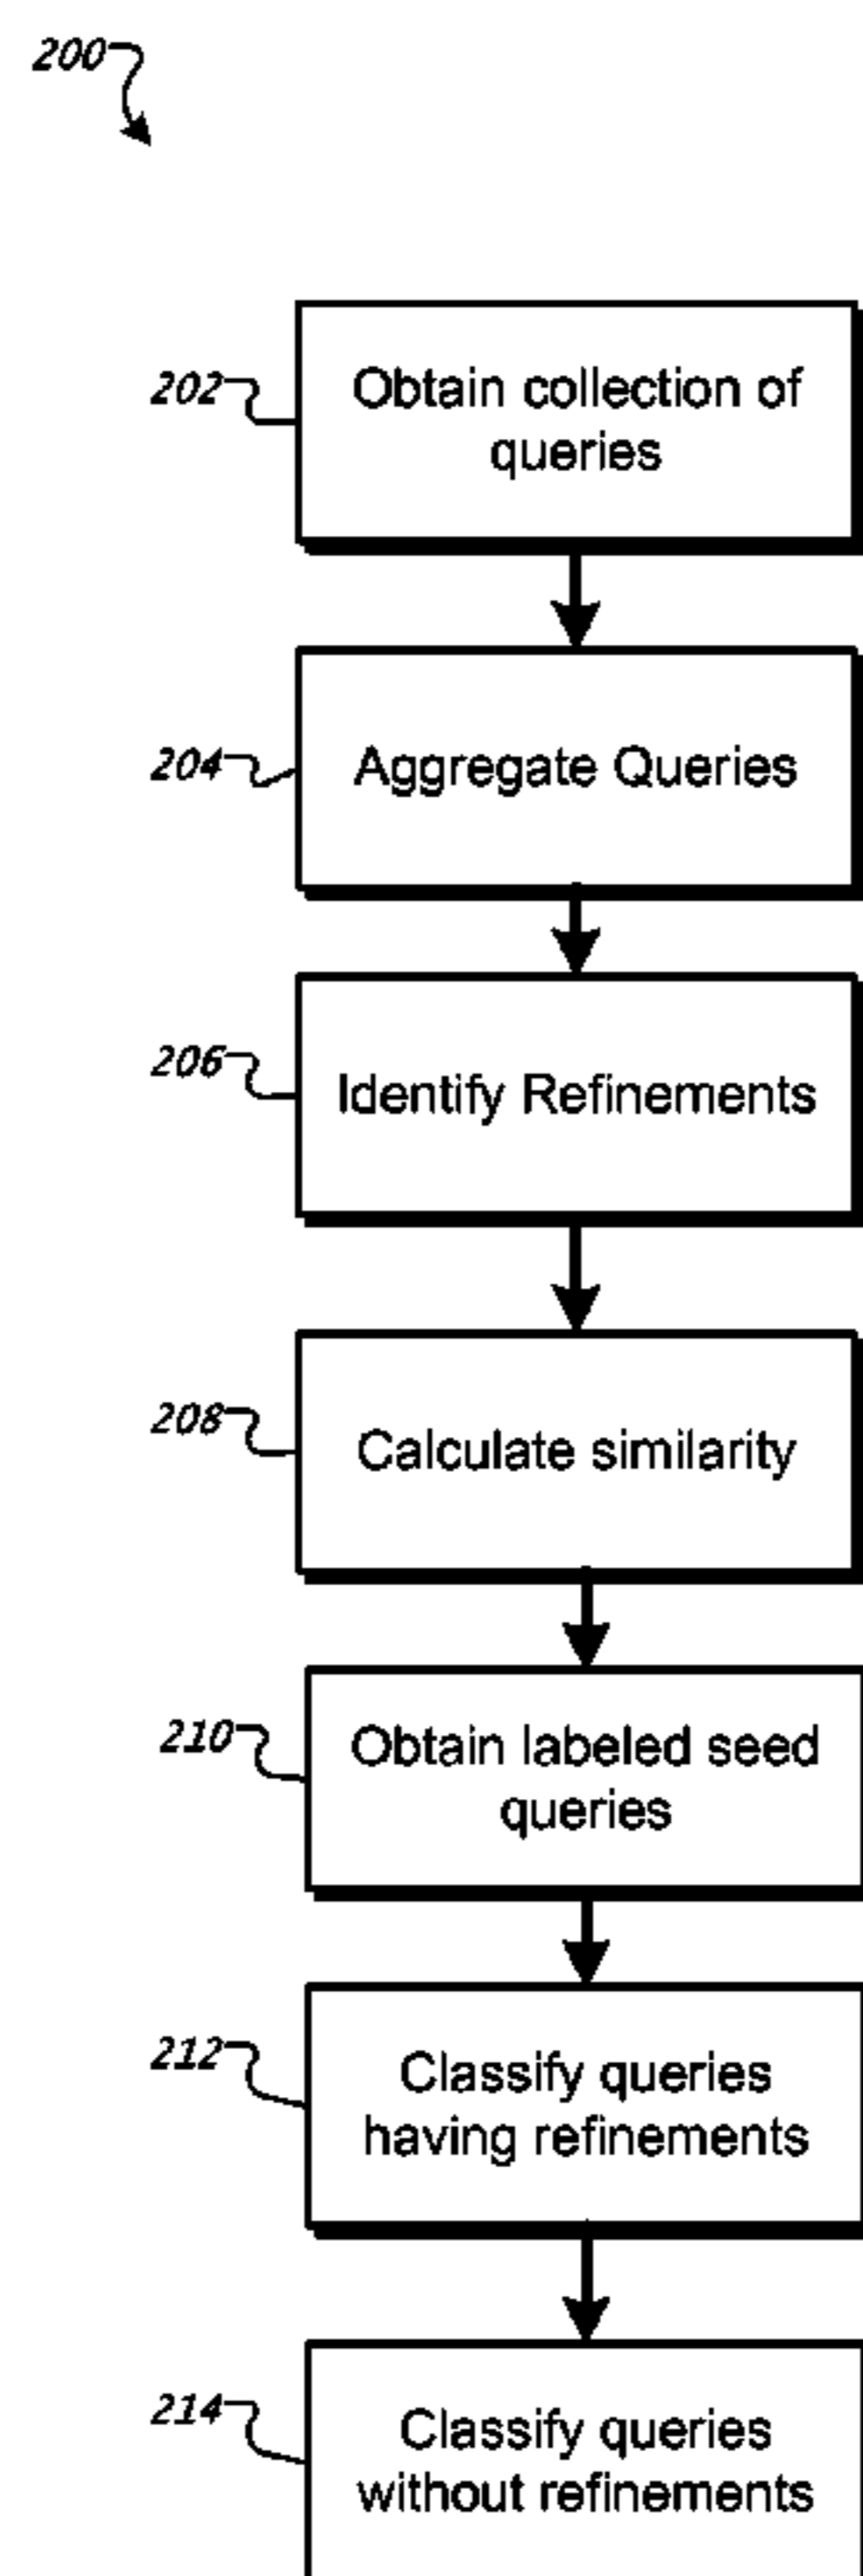 200
202
Obtain collection of
queries
204
Aggregate Queries
206
Identify Refinements
208
Calculate similarity
210
Obtain labeled seed
queries
212
Classify queries
having refinements
214
Classify queries
without refinements